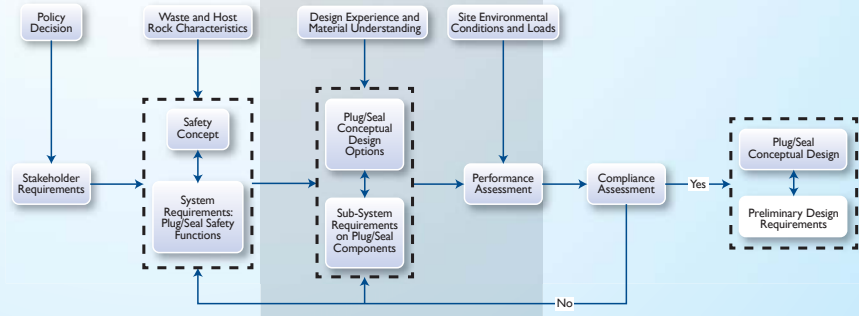 Policy
Decision
Waste and Host
Rock Characteristics
Design Experience and
Material Understanding
Site Environmental
Conditions and Loads
Stakeholder
Requirements
Safety
Concept
System
Requirements:
Plug/Seal Safety
Functions
Plug/Seal
Conceptual
Design
Options
Sub-System
Requirements
on Plug/Seal
Components
Performance
Assessment
Compliance
Assessment
Yes
Plug/Seal
Conceptual Design
Preliminary Design
Requirements
No